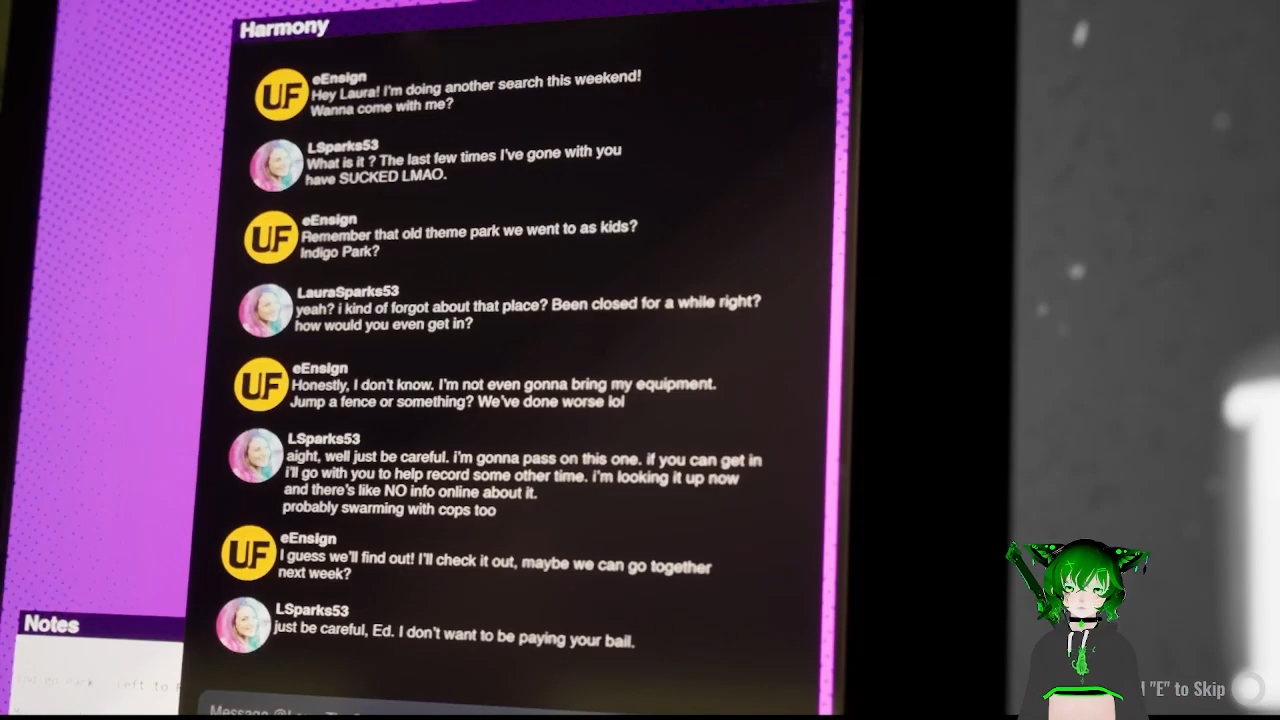 Harmony
UF
eEnsign
Hey Laura! I'm doing another search this weekend!
Wanna come with me?
LSparks53
What is it ? The last few times I've gone with you
have SUCKED LMAO.
UF
eEnsign
Remember that old theme park we went to as kids?
Indigo Park?
LauraSparks53
yeah? i kind of forgot about that place? Been closed for a while right?
how would you even get in?
UF
eEnsign
Honestly, I don't know. I'm not even gonna bring my equipment.
Jump a fence or something? We've done worse lol
LSparks53
aight, well just be careful. i'm gonna pass on this one. if you can get in
i'll go with you to help record some other time. i'm looking it up now
and there's like NO info online about it.
probably swarming with cops too
UF
eEnsign
I guess we'll find out! I'll check it out, maybe we can go together
next week?
LSparks53
just be careful, Ed. I don't want to be paying your bail.
Notes
left to
Message
"E" to Skip